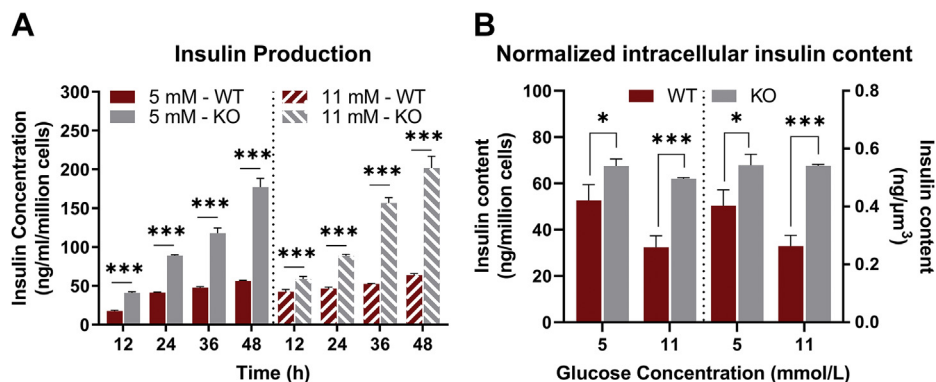 A
Insulin Production
5 mM - WT
5 mM - KO
11 mM - WT
11 mM - KO
Insulin Concentration
(ng/ml/million cells)
300
250
200
150
100
50
0
***
***
***
***
***
***
***
***
12
24
36
48
12
24
36
48
Time (h)
B
Normalized intracellular insulin content
WT
KO
Insulin content
(ng/million cells)
100
80
60
40
20
0
*
***
*
***
5
11
5
11
Glucose Concentration (mmol/L)
0.8
0.6
0.4
0.2
0.0
Insulin content
(ng/μm³)